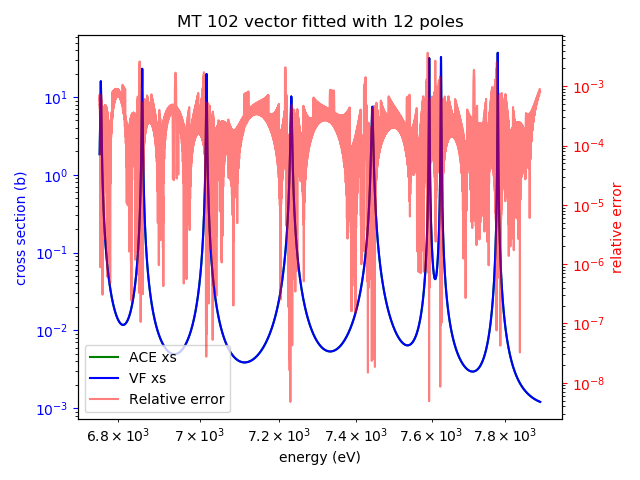 MT 102 vector fitted with 12 poles
cross section (b)
10¹
10⁰
10⁻¹
10⁻²
10⁻³
relative error
10⁻³
10⁻⁴
10⁻⁵
10⁻⁶
10⁻⁷
10⁻⁸
ACE xs
VF xs
Relative error
6.8 × 10³ 7 × 10³ 7.2 × 10³ 7.4 × 10³ 7.6 × 10³ 7.8 × 10³
energy (eV)